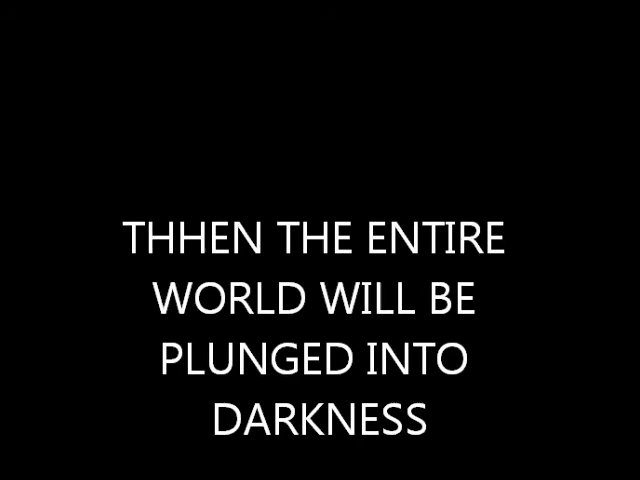 THHEN THE ENTIRE
WORLD WILL BE
PLUNGED INTO
DARKNESS